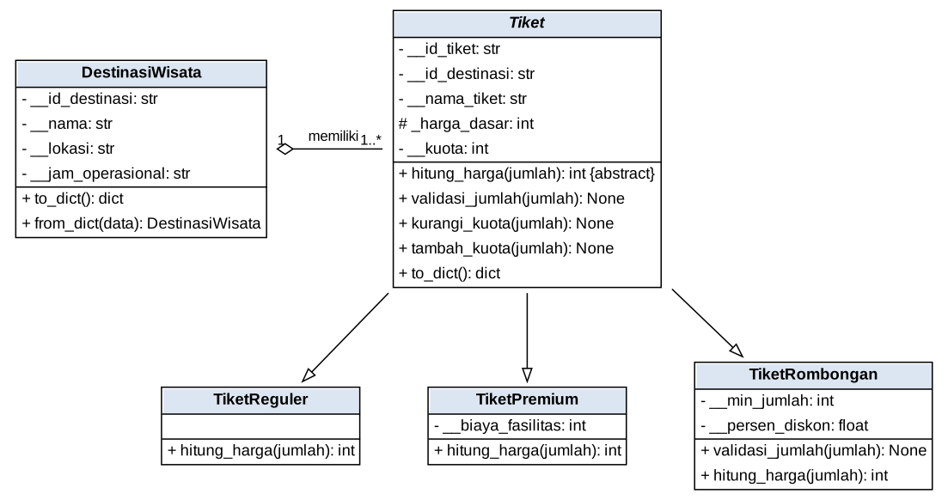 Tiket
- __id_tiket: str
- __id_destinasi: str
- __nama_tiket: str
# _harga_dasar: int
- __kuota: int
+ hitung_harga(jumlah): int {abstract}
+ validasi_jumlah(jumlah): None
+ kurangi_kuota(jumlah): None
+ tambah_kuota(jumlah): None
+ to_dict(): dict
DestinasiWisata
- __id_destinasi: str
- __nama: str
- __lokasi: str
- __jam_operasional: str
+ to_dict(): dict
+ from_dict(data): DestinasiWisata
1 memiliki 1..*
TiketReguler
+ hitung_harga(jumlah): int
TiketPremium
- __biaya_fasilitas: int
+ hitung_harga(jumlah): int
TiketRombongan
- __min_jumlah: int
- __persen_diskon: float
+ validasi_jumlah(jumlah): None
+ hitung_harga(jumlah): int